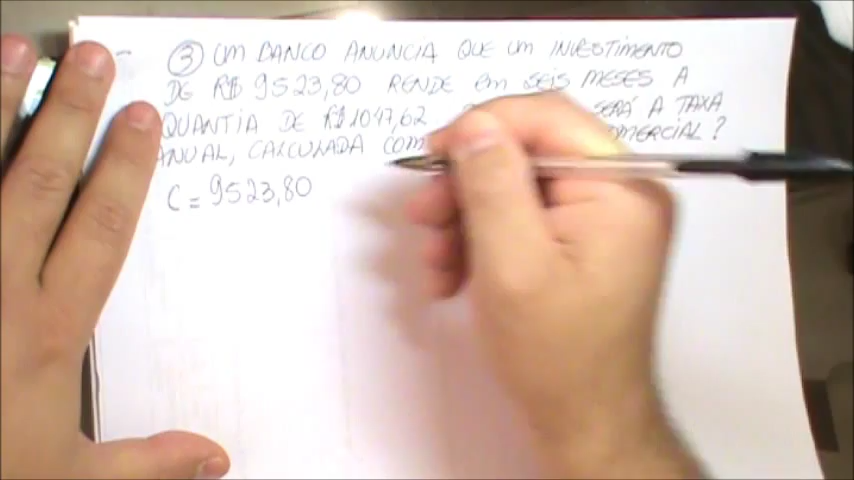 ③ UM BANCO ANUNCIA QUE UM INVESTIMENTO
DE R$ 9523,80 RENDE EM SEIS MESES A
QUANTIA DE R$ 1047,62 SERÁ A TAXA
ANUAL, CALCULADA COM OMERCIAL?
C = 9523,80